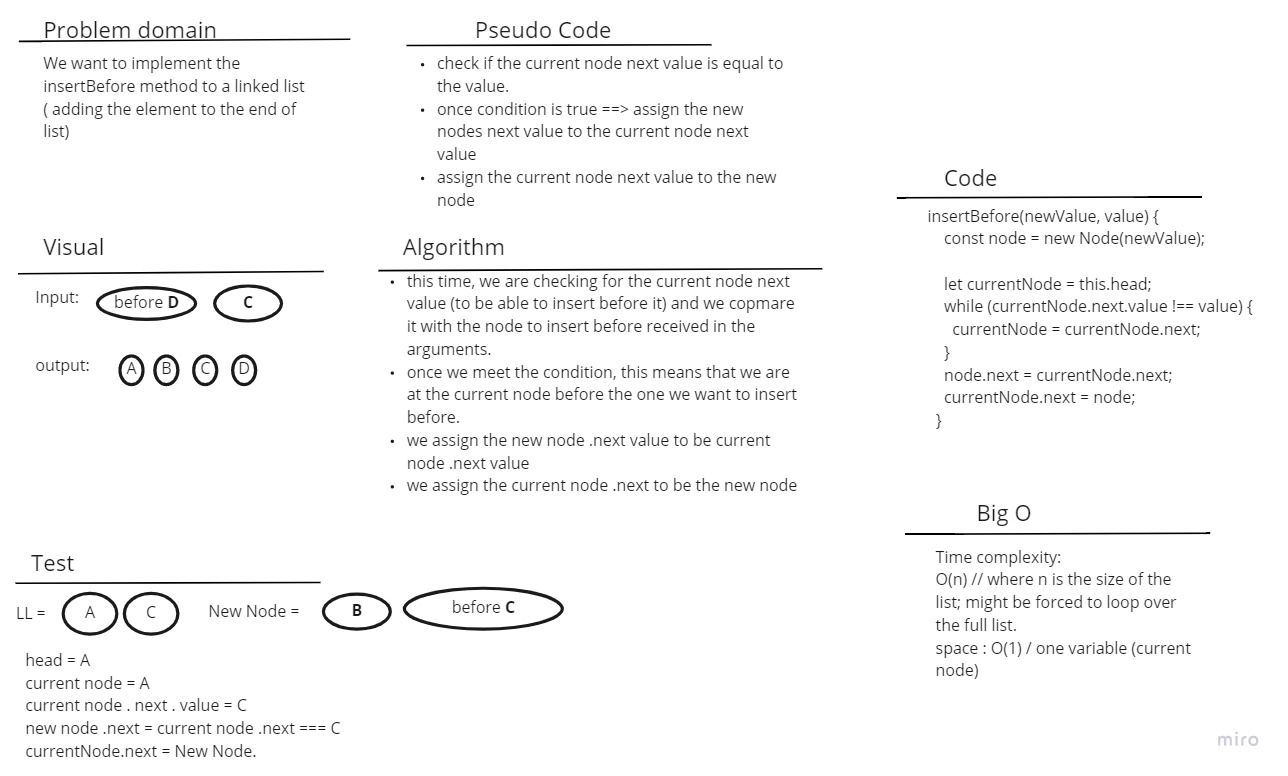 Problem domain
We want to implement the
insertBefore method to a linked list
( adding the element to the end of
list)
Pseudo Code
• check if the current node next value is equal to
the value.
• once condition is true ==> assign the new
nodes next value to the current node next
value
• assign the current node next value to the new
node
Visual
Input:
before D
C
output:
A
B
C
D
Algorithm
• this time, we are checking for the current node next
value (to be able to insert before it) and we copmare
it with the node to insert before received in the
arguments.
• once we meet the condition, this means that we are
at the current node before the one we want to insert
before.
• we assign the new node .next value to be current
node .next value
• we assign the current node .next to be the new node
Code
insertBefore(newValue, value) {
const node = new Node(newValue);
let currentNode = this.head;
while (currentNode.next.value !== value) {
currentNode = currentNode.next;
}
node.next = currentNode.next;
currentNode.next = node;
}
Big O
Time complexity:
O(n) // where n is the size of the
list; might be forced to loop over
the full list.
space : O(1) / one variable (current
node)
Test
LL =
A
C
New Node =
B
before C
head = A
current node = A
current node . next . value = C
new node .next = current node .next === C
currentNode.next = New Node.
miro